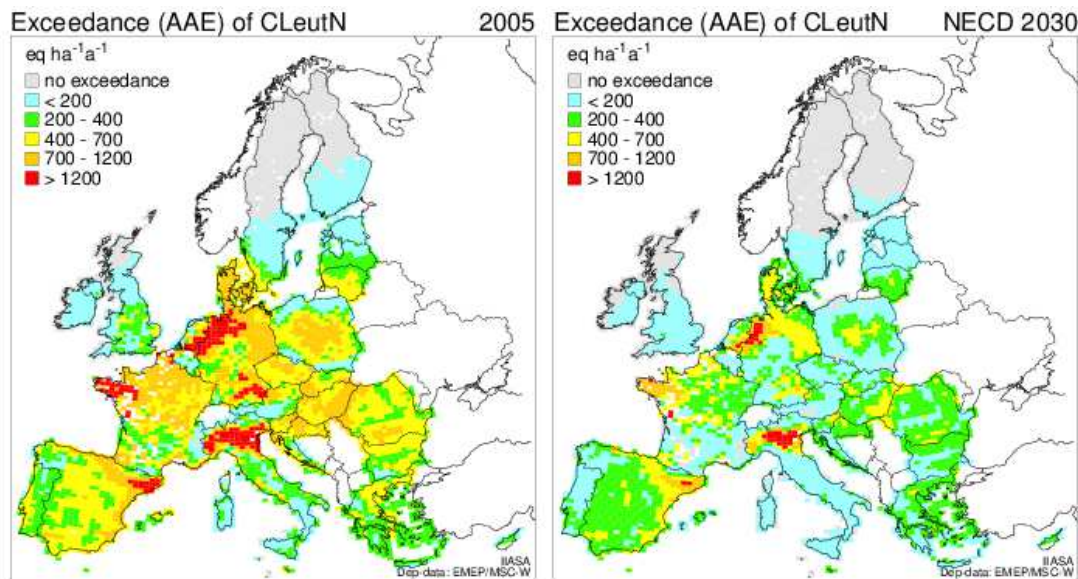 Exceedance (AAE) of CLeutN 2005
eq ha⁻¹a⁻¹
no exceedance
< 200
200 - 400
400 - 700
700 - 1200
> 1200
IIASA
Dep-data: EMEP/MSC-W
Exceedance (AAE) of CLeutN NECD 2030
eq ha⁻¹a⁻¹
no exceedance
< 200
200 - 400
400 - 700
700 - 1200
> 1200
IIASA
Dep-data: EMEP/MSC-W